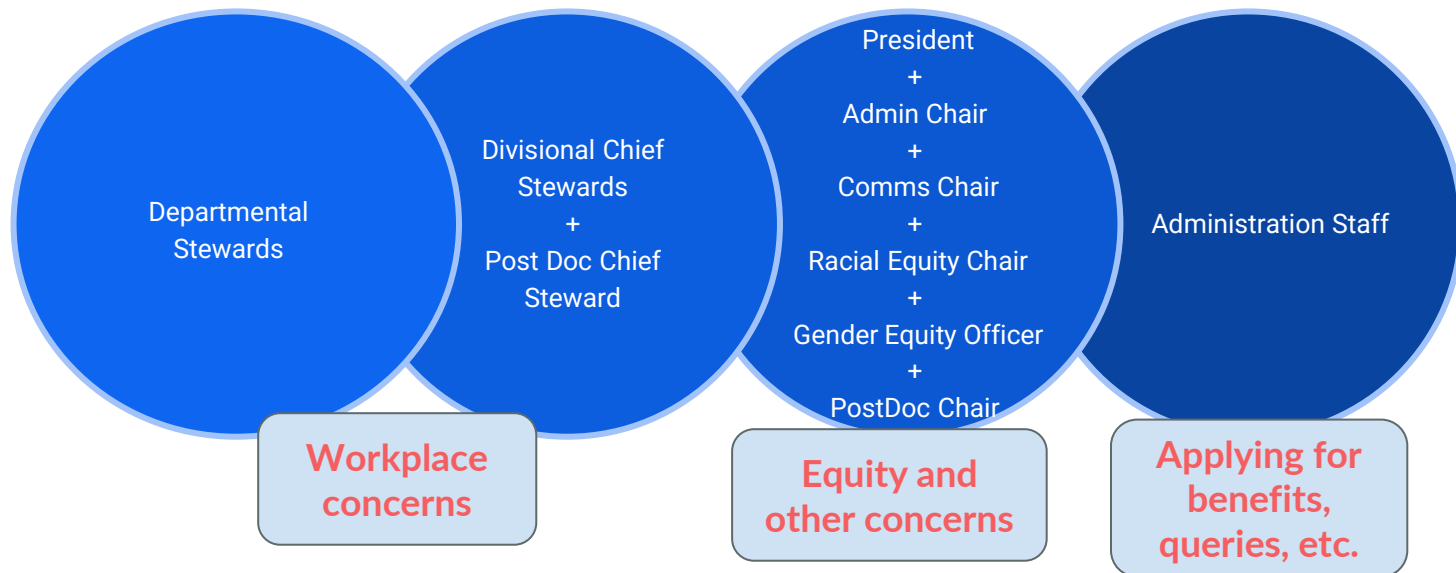 Departmental
Stewards
Divisional Chief
Stewards
+
Post Doc Chief
Steward
President
+
Admin Chair
+
Comms Chair
+
Racial Equity Chair
+
Gender Equity Officer
+
PostDoc Chair
Administration Staff
Workplace
concerns
Equity and
other concerns
Applying for
benefits,
queries, etc.